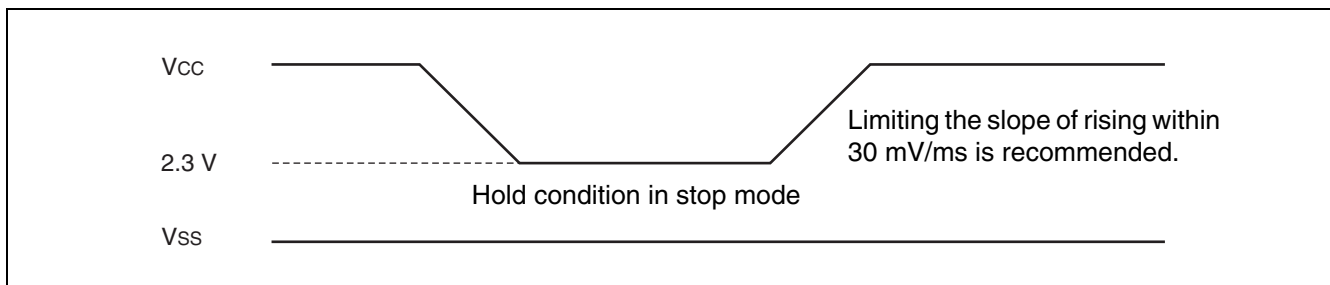 Vcc
Limiting the slope of rising within
30 mV/ms is recommended.
2.3 V
Hold condition in stop mode
Vss